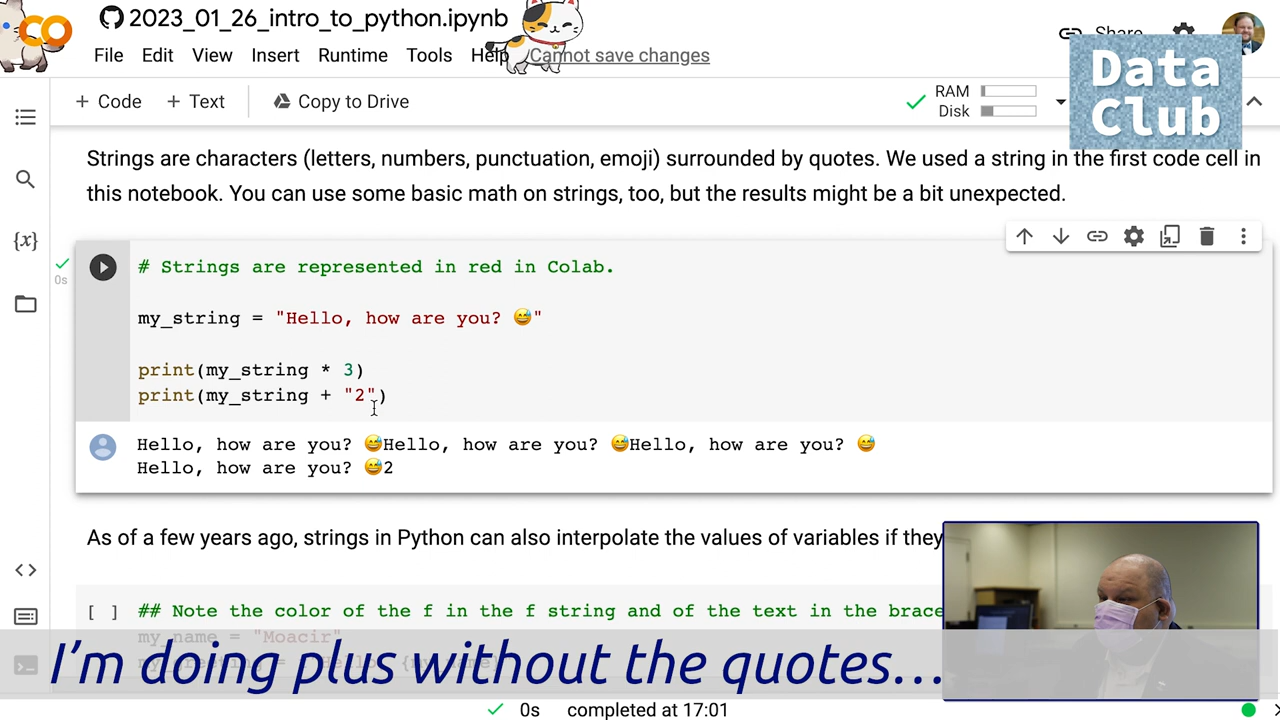 2023_01_26_intro_to_python.ipynb
File Edit View Insert Runtime Tools Help Cannot save changes
Share
Data
Club
+ Code + Text Copy to Drive
RAM
Disk
Strings are characters (letters, numbers, punctuation, emoji) surrounded by quotes. We used a string in the first code cell in
this notebook. You can use some basic math on strings, too, but the results might be a bit unexpected.
{x}
0s
# Strings are represented in red in Colab.
my_string = "Hello, how are you? 😅"
print(my_string * 3)
print(my_string + "2")
Hello, how are you? 😅Hello, how are you? 😅Hello, how are you? 😅
Hello, how are you? 😅2
As of a few years ago, strings in Python can also interpolate the values of variables if they
[ ] ## Note the color of the f in the f string and of the text in the brace
my_name = "Moacir"
I'm doing plus without the quotes...
0s completed at 17:01